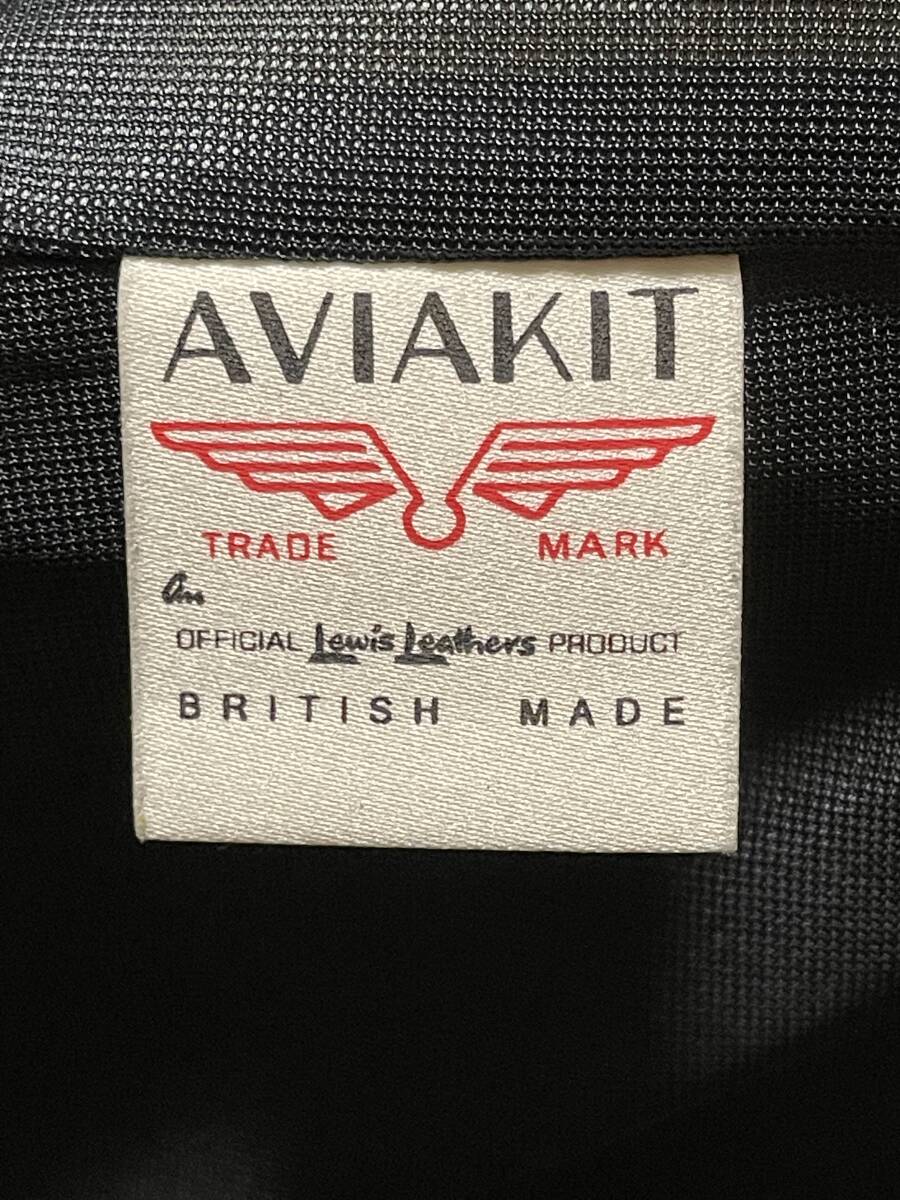 AVIAKIT
TRADE MARK
An
OFFICIAL Lewis Leathers PRODUCT
BRITISH MADE